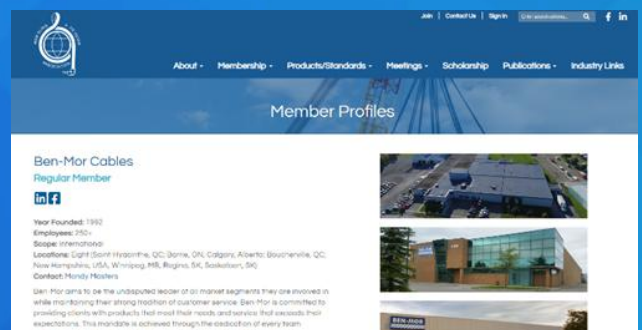 Join | Contact Us | Sign In
About - Membership - Products/Standards - Meetings - Scholarship Publications - Industry Links
Member Profiles
Ben-Mor Cables
Regular Member
Year Founded: 1992
Employees: 250+
Scope: International
Locations: Eight (Saint Hyacinthe, QC; Barrie, ON, Calgary, Alberta; Boucherville, QC;
New Hampshire, USA, Winnipeg, MB, Regina, SK, Saskatoon, SK)
Contact: Mandy Masters
Ben-Mor aims to be the undisputed leader of all market segments they are involved in
while maintaining their strong tradition of customer service. Ben-Mor is committed to
providing clients with products that meet their needs and service that exceeds their
expectations. This mandate is achieved through the dedication of every team
BEN-MOR